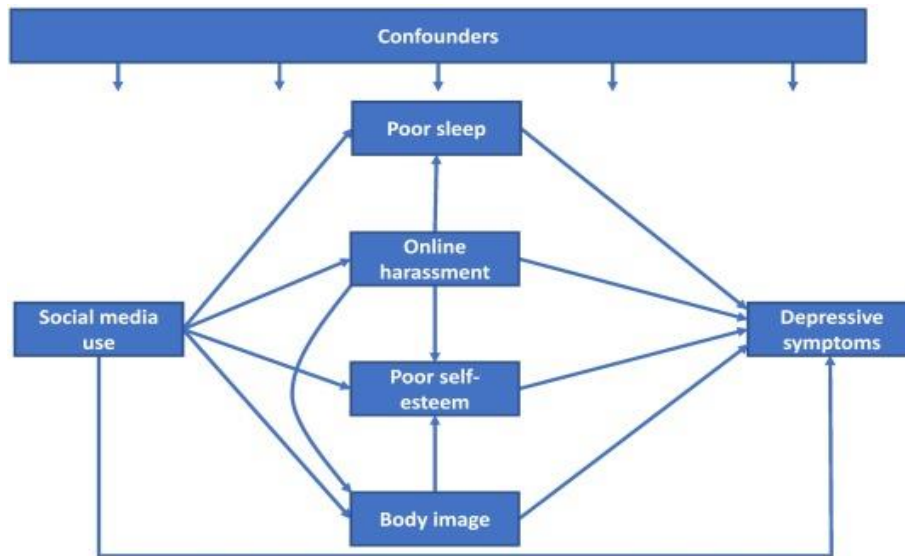 Confounders
Poor sleep
Online
harassment
Social media
use
Depressive
symptoms
Poor self-
esteem
Body image